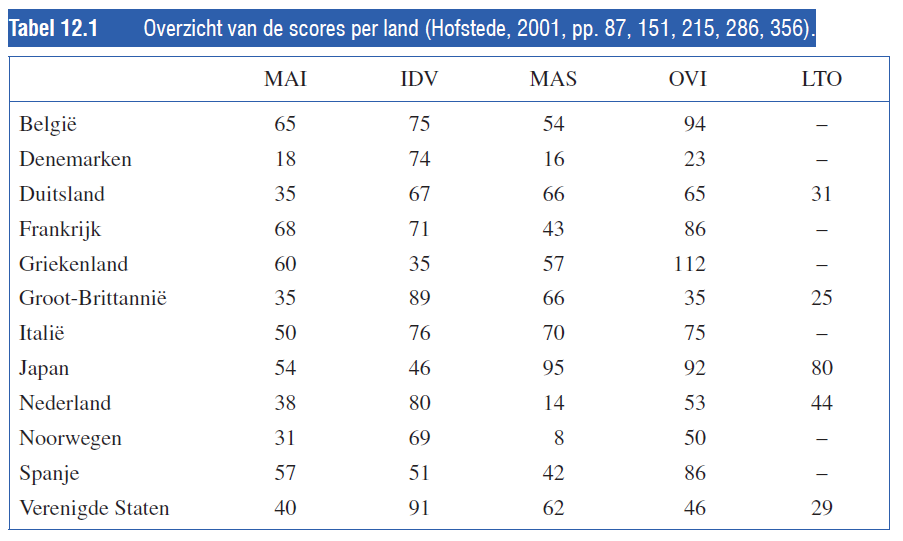 Tabel 12.1 Overzicht van de scores per land (Hofstede, 2001, pp. 87, 151, 215, 286, 356).
MAI IDV MAS OVI LTO
België 65 75 54 94 –
Denemarken 18 74 16 23 –
Duitsland 35 67 66 65 31
Frankrijk 68 71 43 86 –
Griekenland 60 35 57 112 –
Groot-Brittannië 35 89 66 35 25
Italië 50 76 70 75 –
Japan 54 46 95 92 80
Nederland 38 80 14 53 44
Noorwegen 31 69 8 50 –
Spanje 57 51 42 86 –
Verenigde Staten 40 91 62 46 29